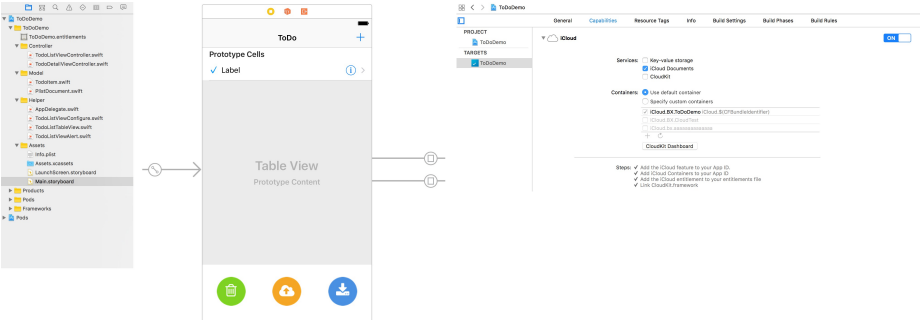 ToDoDemo
ToDoDemo
ToDoDemo.entitlements
Controller
TodoListViewController.swift
TodoDetailViewController.swift
Model
TodoItem.swift
PlistDocument.swift
Helper
AppDelegate.swift
TodoListViewConfigure.swift
TodoListTableView.swift
TodoListViewAlert.swift
Assets
Info.plist
Assets.xcassets
LaunchScreen.storyboard
Main.storyboard
Products
Pods
Frameworks
Pods
ToDo
Prototype Cells
Label
Table View
Prototype Content
ToDoDemo
General Capabilities Resource Tags Info Build Settings Build Phases Build Rules
PROJECT
ToDoDemo
TARGETS
ToDoDemo
iCloud
ON
Services: Key-value storage
iCloud Documents
CloudKit
Containers: Use default container
Specify custom containers
iCloud.BX.ToDoDemo iCloud.$(CFBundleIdentifier)
iCloud.BX.CloudTest
CloudKit Dashboard
Steps: ✓ Add the iCloud feature to your App ID.
✓ Add iCloud Containers to your App ID
✓ Add the iCloud entitlement to your entitlements file
✓ Link CloudKit.framework